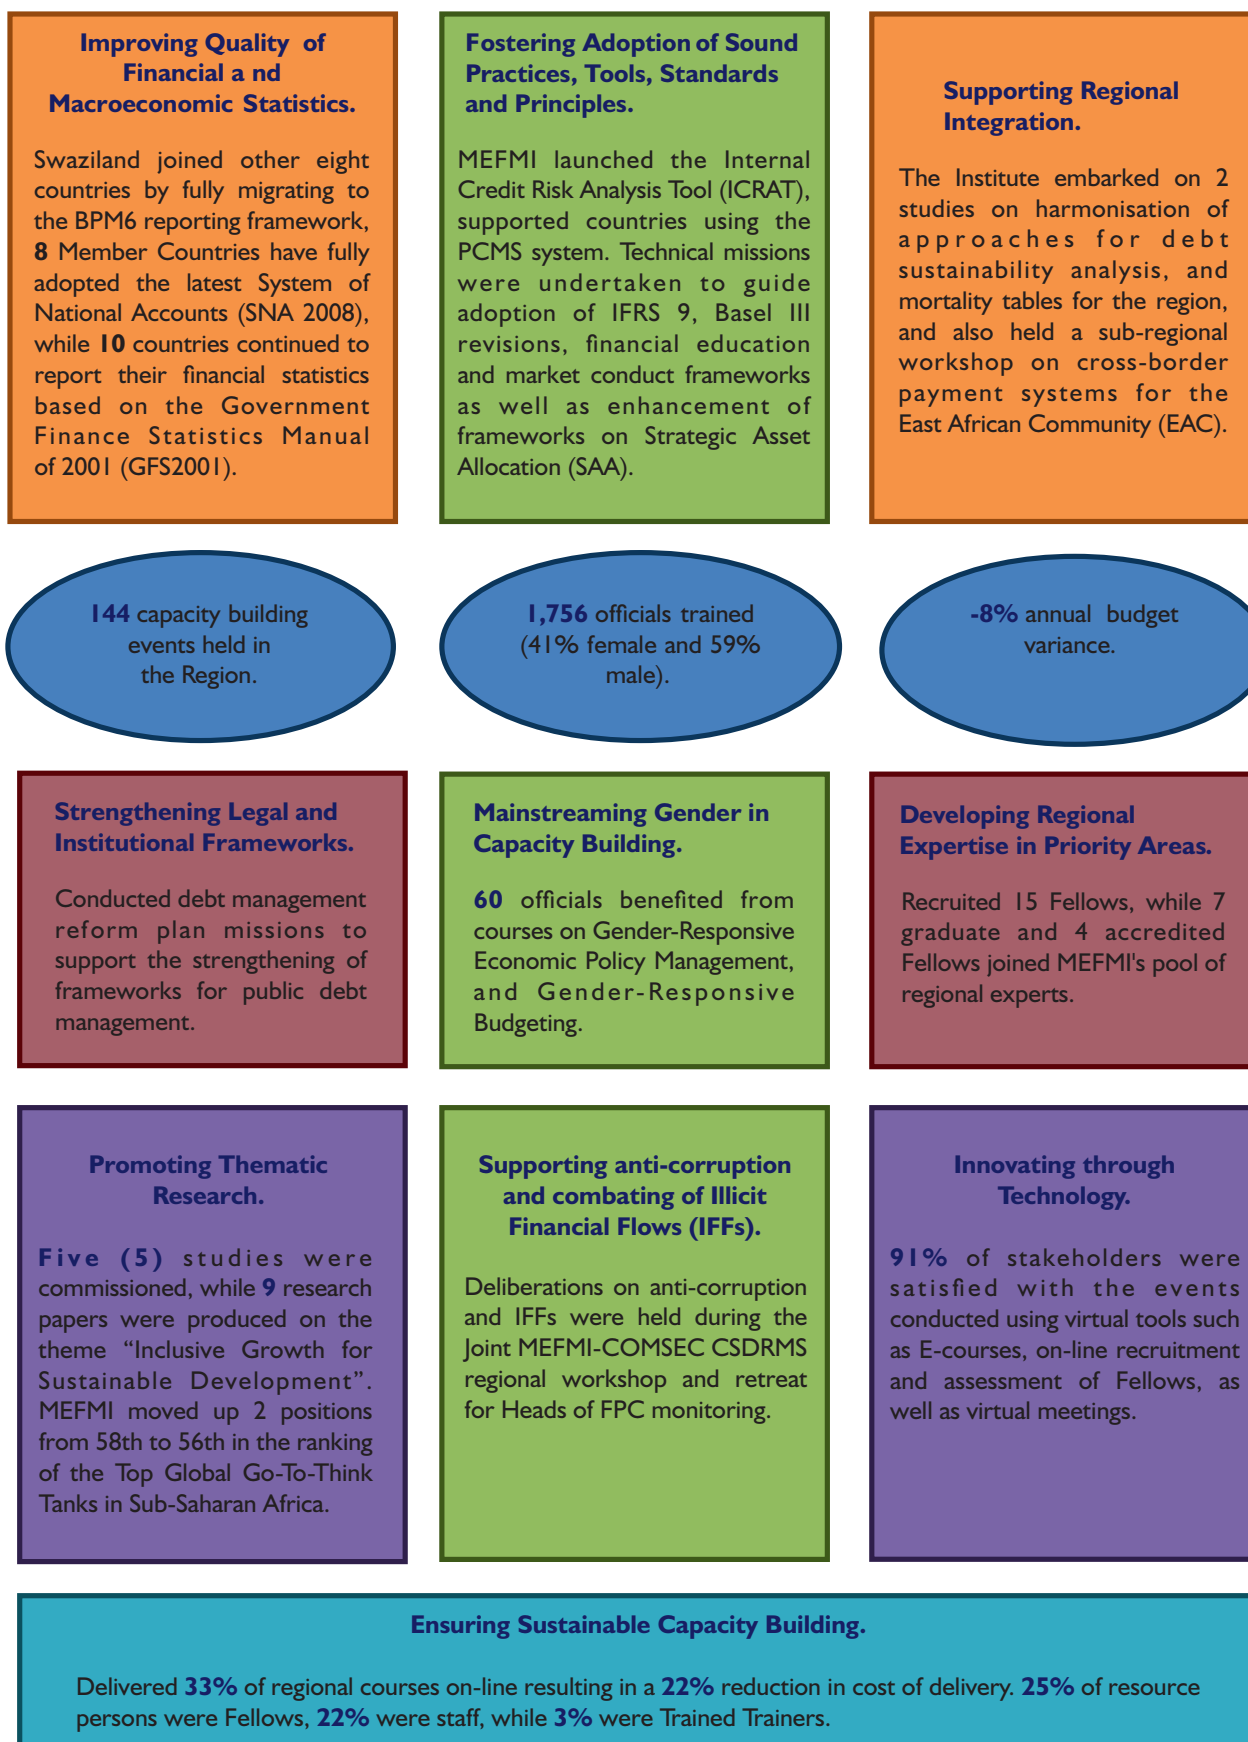 Improving Quality of
Financial a nd
Macroeconomic Statistics.
Swaziland joined other eight
countries by fully migrating to
the BPM6 reporting framework,
8 Member Countries have fully
adopted the latest System of
National Accounts (SNA 2008),
while 10 countries continued to
report their financial statistics
based on the Government
Finance Statistics Manual
of 2001 (GFS2001).
Fostering Adoption of Sound
Practices, Tools, Standards
and Principles.
MEFMI launched the Internal
Credit Risk Analysis Tool (ICRAT),
supported countries using the
PCMS system. Technical missions
were undertaken to guide
adoption of IFRS 9, Basel III
revisions, financial education
and market conduct frameworks
as well as enhancement of
frameworks on Strategic Asset
Allocation (SAA).
Supporting Regional
Integration.
The Institute embarked on 2
studies on harmonisation of
approaches for debt
sustainability analysis, and
mortality tables for the region,
and also held a sub-regional
workshop on cross-border
payment systems for the
East African Community (EAC).
144 capacity building
events held in
the Region.
1,756 officials trained
(41% female and 59%
male).
-8% annual budget
variance.
Strengthening Legal and
Institutional Frameworks.
Conducted debt management
reform plan missions to
support the strengthening of
frameworks for public debt
management.
Mainstreaming Gender in
Capacity Building.
60 officials benefited from
courses on Gender-Responsive
Economic Policy Management,
and Gender-Responsive
Budgeting.
Developing Regional
Expertise in Priority Areas.
Recruited 15 Fellows, while 7
graduate and 4 accredited
Fellows joined MEFMI's pool of
regional experts.
Promoting Thematic
Research.
Five (5) studies were
commissioned, while 9 research
papers were produced on the
theme “Inclusive Growth for
Sustainable Development”.
MEFMI moved up 2 positions
from 58th to 56th in the ranking
of the Top Global Go-To-Think
Tanks in Sub-Saharan Africa.
Supporting anti-corruption
and combating of Illicit
Financial Flows (IFFs).
Deliberations on anti-corruption
and IFFs were held during the
Joint MEFMI-COMSEC CSDRMS
regional workshop and retreat
for Heads of FPC monitoring.
Innovating through
Technology.
91% of stakeholders were
satisfied with the events
conducted using virtual tools such
as E-courses, on-line recruitment
and assessment of Fellows, as
well as virtual meetings.
Ensuring Sustainable Capacity Building.
Delivered 33% of regional courses on-line resulting in a 22% reduction in cost of delivery. 25% of resource
persons were Fellows, 22% were staff, while 3% were Trained Trainers.